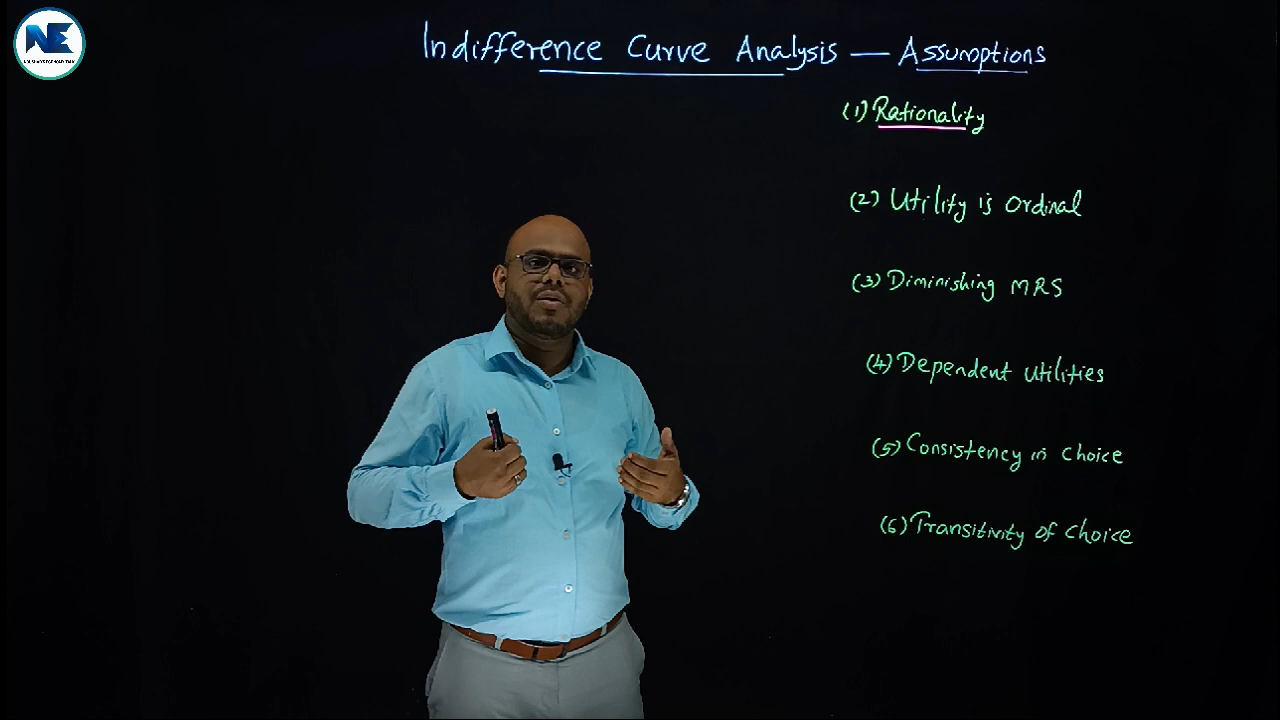 NE
Indifference Curve Analysis — Assumptions
(1) Rationality
(2) Utility is Ordinal
(3) Diminishing MRS
(4) Dependent utilities
(5) Consistency in choice
(6) Transitivity of choice